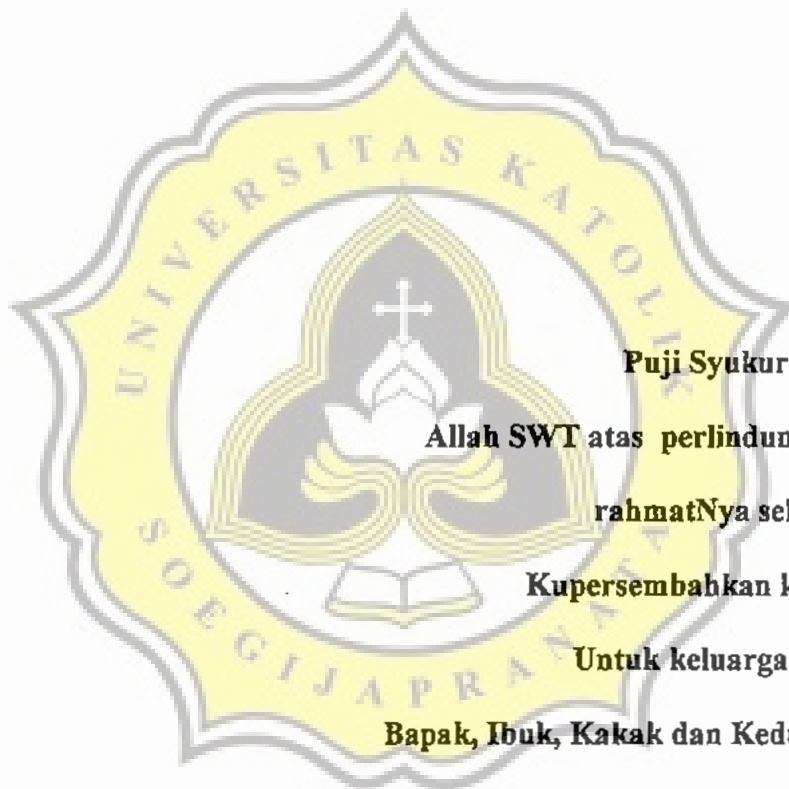 UNIVERSITAS KATOLIK
SOEGIJAPRANATA
Puji Syukur
Allah SWT atas perlindun
rahmatNya sel
Kupersembahkan k
Untuk keluarga
Bapak, Ibuk, Kakak dan Ked